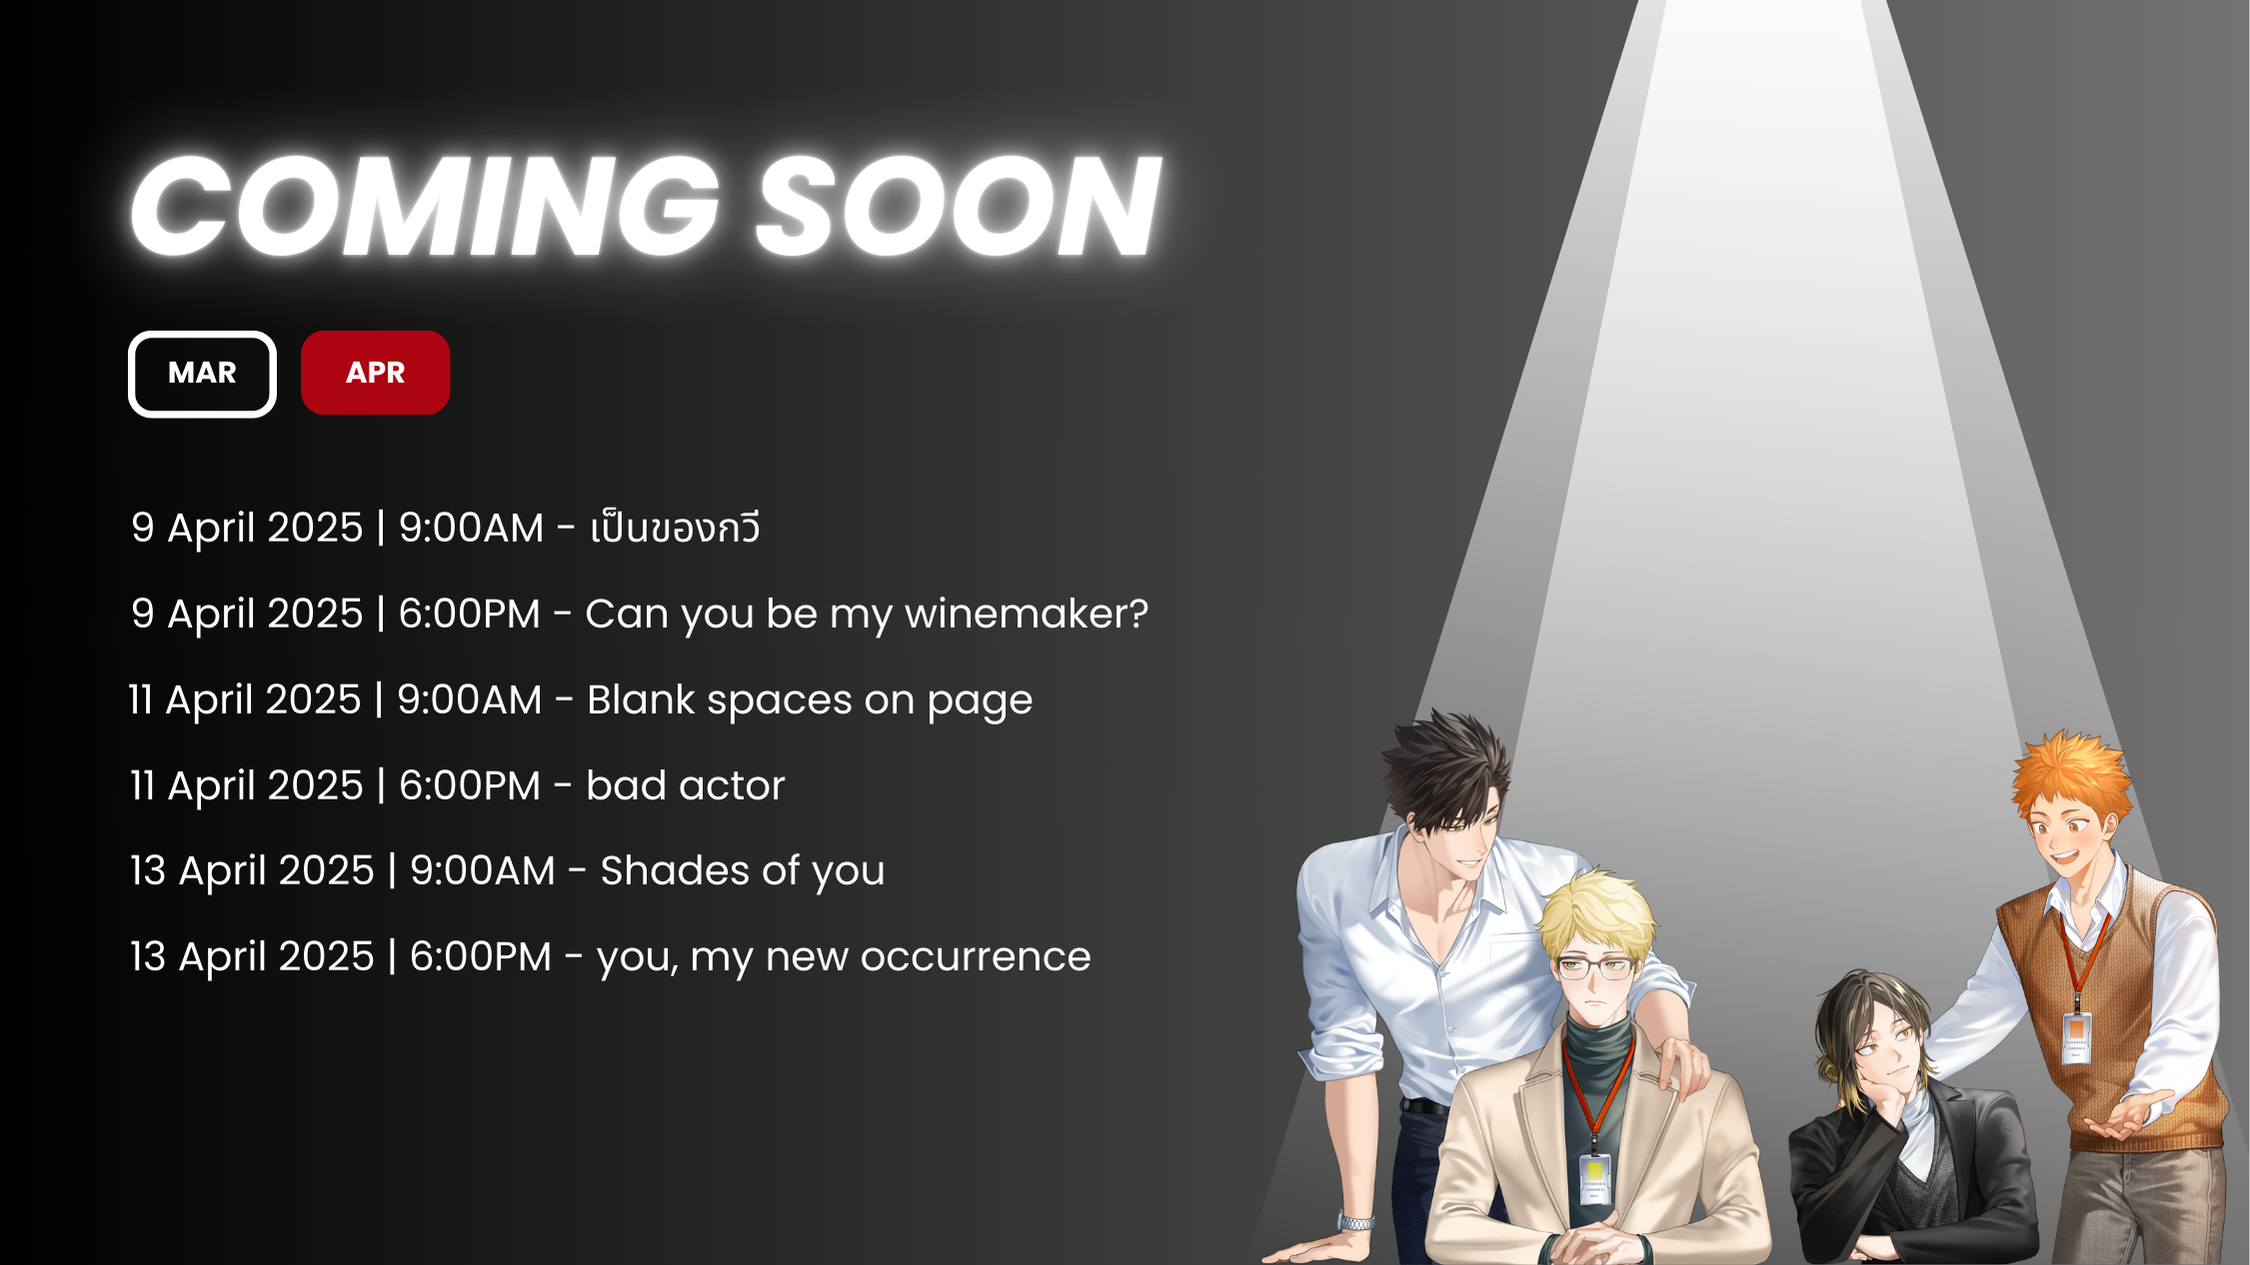 COMING SOON
MAR
APR
9 April 2025 | 9:00AM - เป็นของกวี
9 April 2025 | 6:00PM - Can you be my winemaker?
11 April 2025 | 9:00AM - Blank spaces on page
11 April 2025 | 6:00PM - bad actor
13 April 2025 | 9:00AM - Shades of you
13 April 2025 | 6:00PM - you, my new occurrence